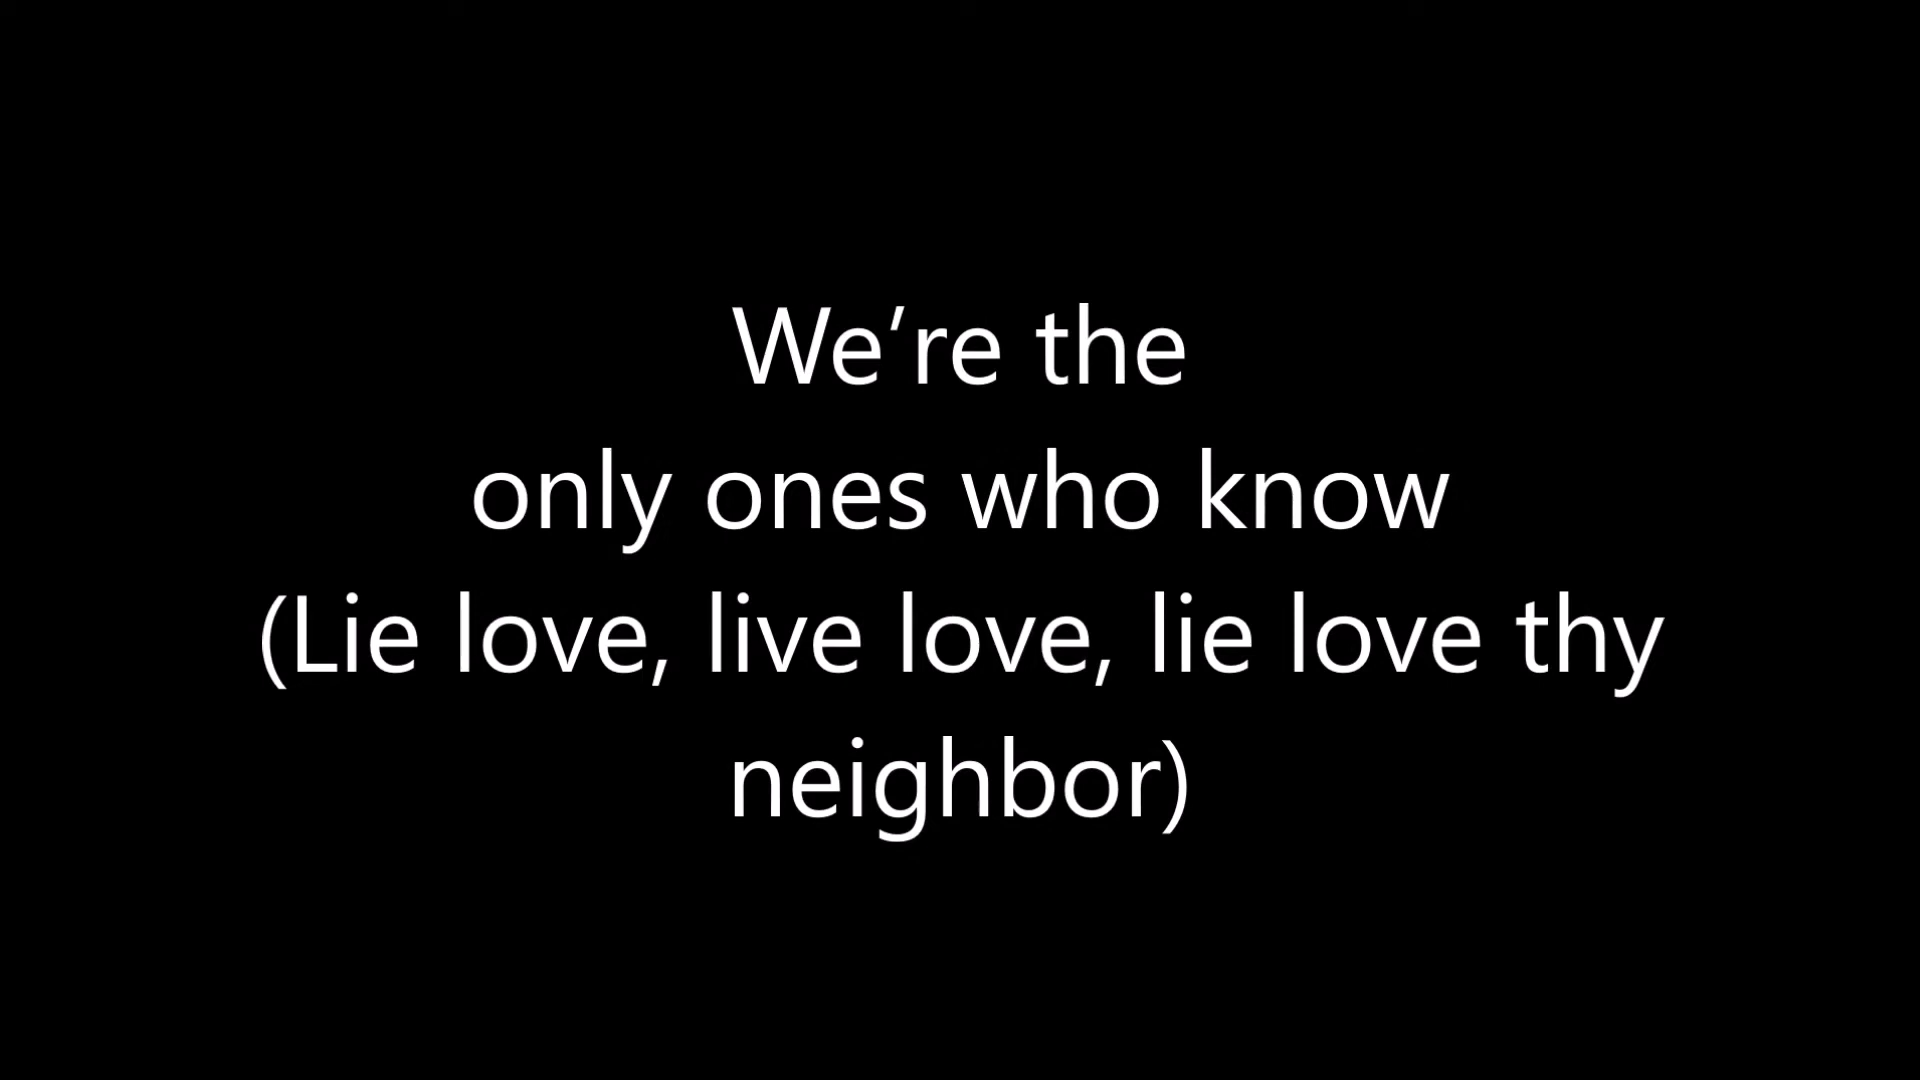 We’re the
only ones who know
(Lie love, live love, lie love thy
neighbor)